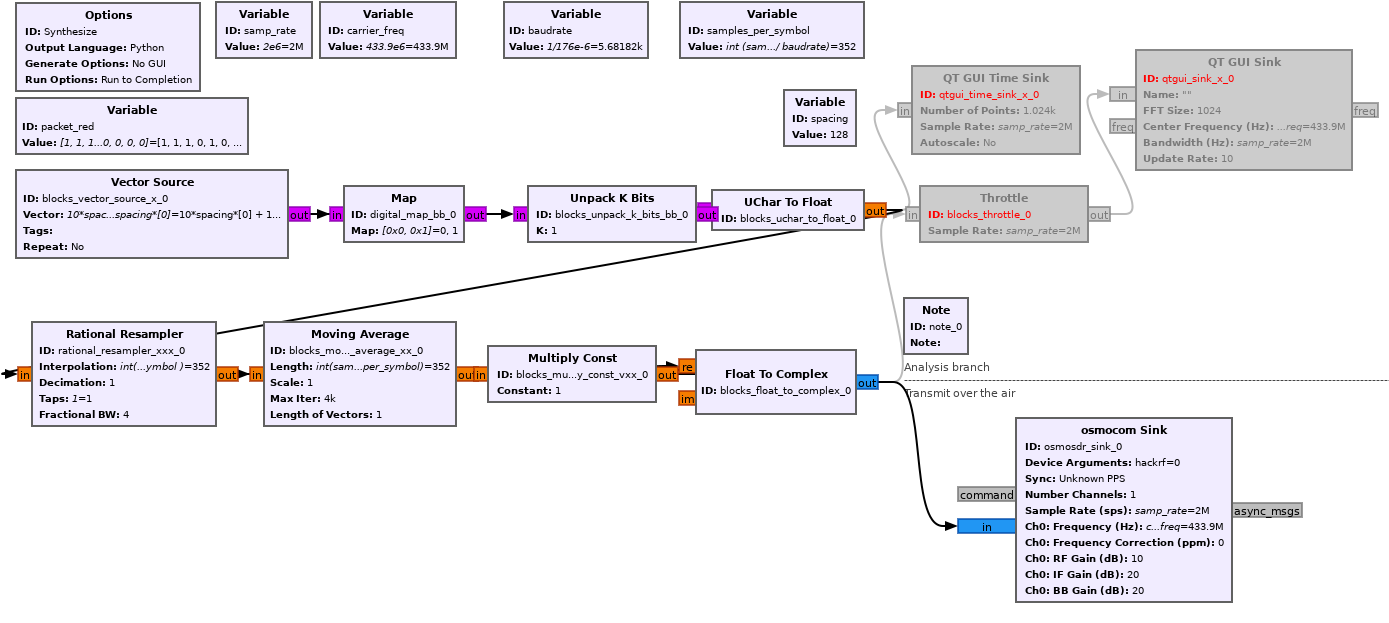 Options
ID: Synthesize
Output Language: Python
Generate Options: No GUI
Run Options: Run to Completion
Variable
ID: samp_rate
Value: 2e6=2M
Variable
ID: carrier_freq
Value: 433.9e6=433.9M
Variable
ID: baudrate
Value: 1/176e-6=5.68182k
Variable
ID: samples_per_symbol
Value: int (sam.../ baudrate)=352
Variable
ID: packet_red
Value: [1, 1, 1...0, 0, 0, 0]=[1, 1, 1, 0, 1, 0, ...
Variable
ID: spacing
Value: 128
QT GUI Time Sink
ID: qtgui_time_sink_x_0
Number of Points: 1.024k
Sample Rate: samp_rate=2M
Autoscale: No
in
QT GUI Sink
ID: qtgui_sink_x_0
Name: ""
FFT Size: 1024
Center Frequency (Hz): ...req=433.9M
Bandwidth (Hz): samp_rate=2M
Update Rate: 10
in
freq
freq
Vector Source
ID: blocks_vector_source_x_0
Vector: 10*spac...spacing*[0]=10*spacing*[0] + 1...
Tags:
Repeat: No
out
in
Map
ID: digital_map_bb_0
Map: [0x0, 0x1]=0, 1
out
in
Unpack K Bits
ID: blocks_unpack_k_bits_bb_0
K: 1
out
UChar To Float
ID: blocks_uchar_to_float_0
out
in
Throttle
ID: blocks_throttle_0
Sample Rate: samp_rate=2M
out
in
Rational Resampler
ID: rational_resampler_xxx_0
Interpolation: int(...ymbol )=352
Decimation: 1
Taps: 1=1
Fractional BW: 4
out
in
Moving Average
ID: blocks_mo..._average_xx_0
Length: int(sam...per_symbol)=352
Scale: 1
Max Iter: 4k
Length of Vectors: 1
out
in
Multiply Const
ID: blocks_mu...y_const_vxx_0
Constant: 1
out
re
im
Float To Complex
ID: blocks_float_to_complex_0
out
Note
ID: note_0
Note:
Analysis branch
Transmit over the air
osmocom Sink
ID: osmosdr_sink_0
Device Arguments: hackrf=0
Sync: Unknown PPS
Number Channels: 1
Sample Rate (sps): samp_rate=2M
Ch0: Frequency (Hz): c...freq=433.9M
Ch0: Frequency Correction (ppm): 0
Ch0: RF Gain (dB): 10
Ch0: IF Gain (dB): 20
Ch0: BB Gain (dB): 20
command
in
async_msgs